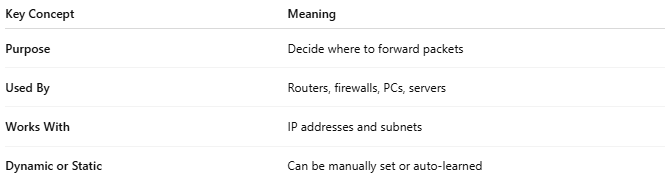 Key Concept Meaning
Purpose Decide where to forward packets
Used By Routers, firewalls, PCs, servers
Works With IP addresses and subnets
Dynamic or Static Can be manually set or auto-learned